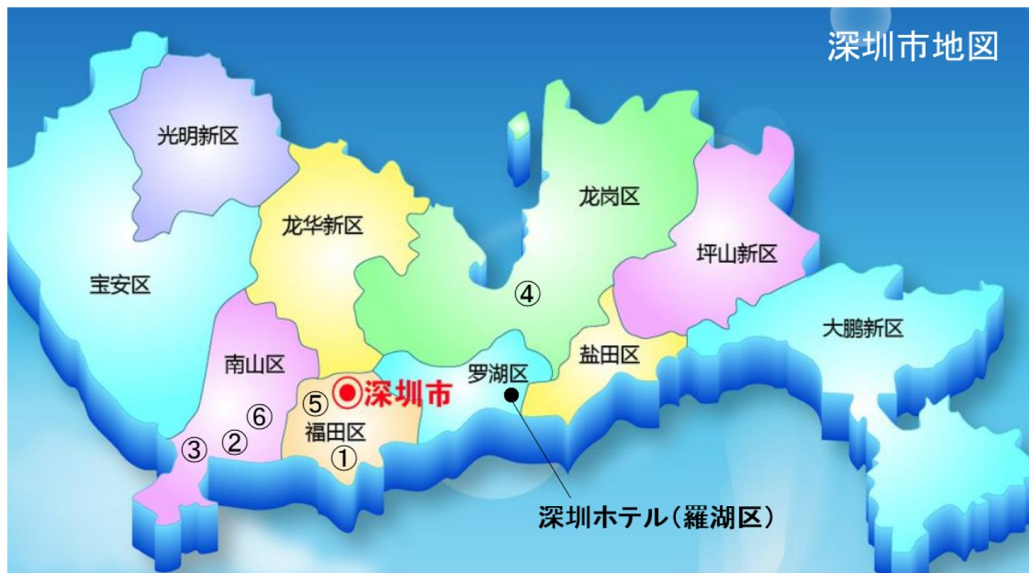 深圳市地図
光明新区
龙华新区
龙岗区
坪山新区
宝安区
④
大鹏新区
南山区
罗湖区
盐田区
深圳市
⑤
⑥
福田区
③
②
①
深圳ホテル（羅湖区）